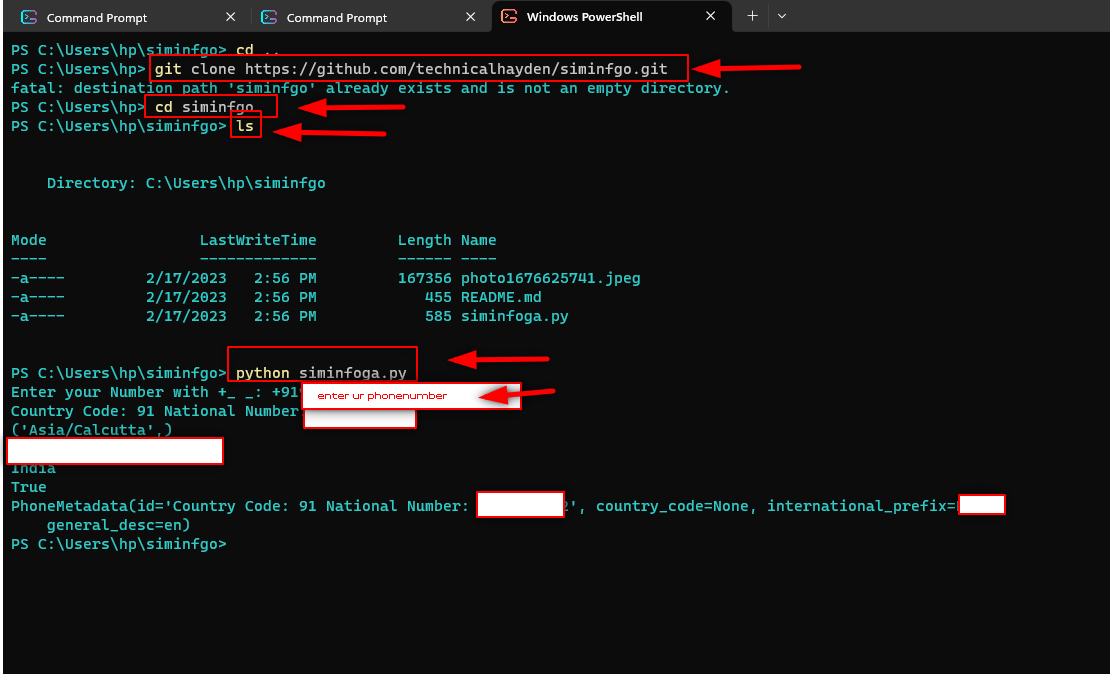 Command Prompt Command Prompt Windows PowerShell
PS C:\Users\hp\siminfgo> cd ..
PS C:\Users\hp> git clone https://github.com/technicalhayden/siminfgo.git
fatal: destination path 'siminfgo' already exists and is not an empty directory.
PS C:\Users\hp> cd siminfgo
PS C:\Users\hp\siminfgo> ls
Directory: C:\Users\hp\siminfgo
Mode LastWriteTime Length Name
---- ------------- ------ ----
-a---- 2/17/2023 2:56 PM 167356 photo1676625741.jpeg
-a---- 2/17/2023 2:56 PM 455 README.md
-a---- 2/17/2023 2:56 PM 585 siminfoga.py
PS C:\Users\hp\siminfgo> python siminfoga.py
Enter your Number with +_ _: +91 enter ur phonenumber
Country Code: 91 National Number:
('Asia/Calcutta',)
India
True
PhoneMetadata(id='Country Code: 91 National Number: 2', country_code=None, international_prefix=
general_desc=en)
PS C:\Users\hp\siminfgo>